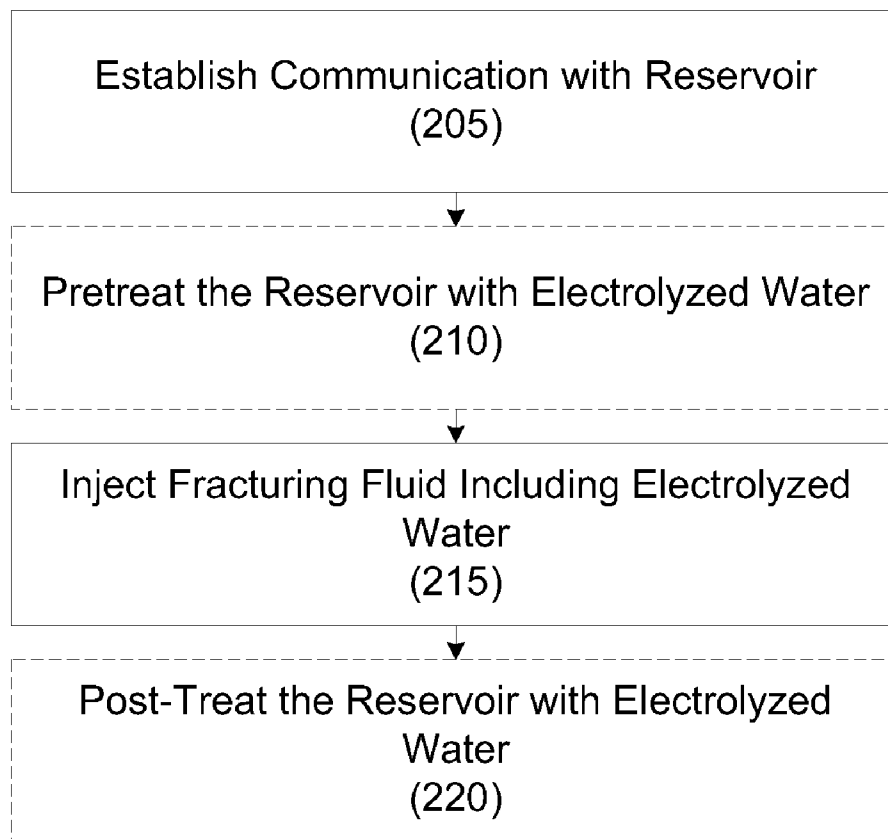 Establish Communication with Reservoir
(205)
Pretreat the Reservoir with Electrolyzed Water
(210)
Inject Fracturing Fluid Including Electrolyzed
Water
(215)
Post-Treat the Reservoir with Electrolyzed
Water
(220)